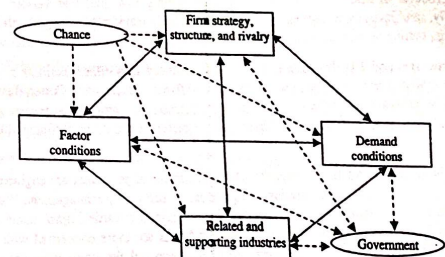 Firm strategy,
structure, and rivalry
Chance
Factor
conditions
Demand
conditions
Related and
supporting industries
Government